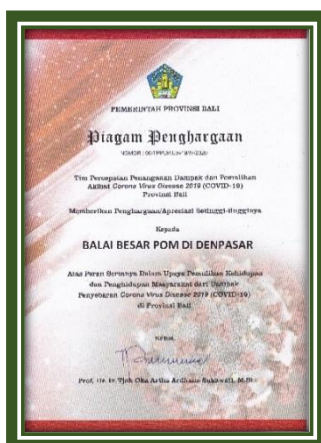 PEMERINTAH PROVINSI BALI
Piagam Penghargaan
Tim Percepatan Penanganan Dampak dan Pemulihan
Akibat Corona Virus Disease 2019 (COVID-19)
Provinsi Bali
Memberikan Penghargaan/Apresiasi Setinggi-tingginya
Kepada
BALAI BESAR POM DI DENPASAR
Atas Peran Sertanya Dalam Upaya Pemulihan Kehidupan
dan Penghidupan Masyarakat dari Dampak
Penyebaran Corona Virus Disease 2019 (COVID-19)
di Provinsi Bali
Ketua,
Prof. Dr. Ir. Tjok Oka Artha Ardhana Sukawati, M.Si